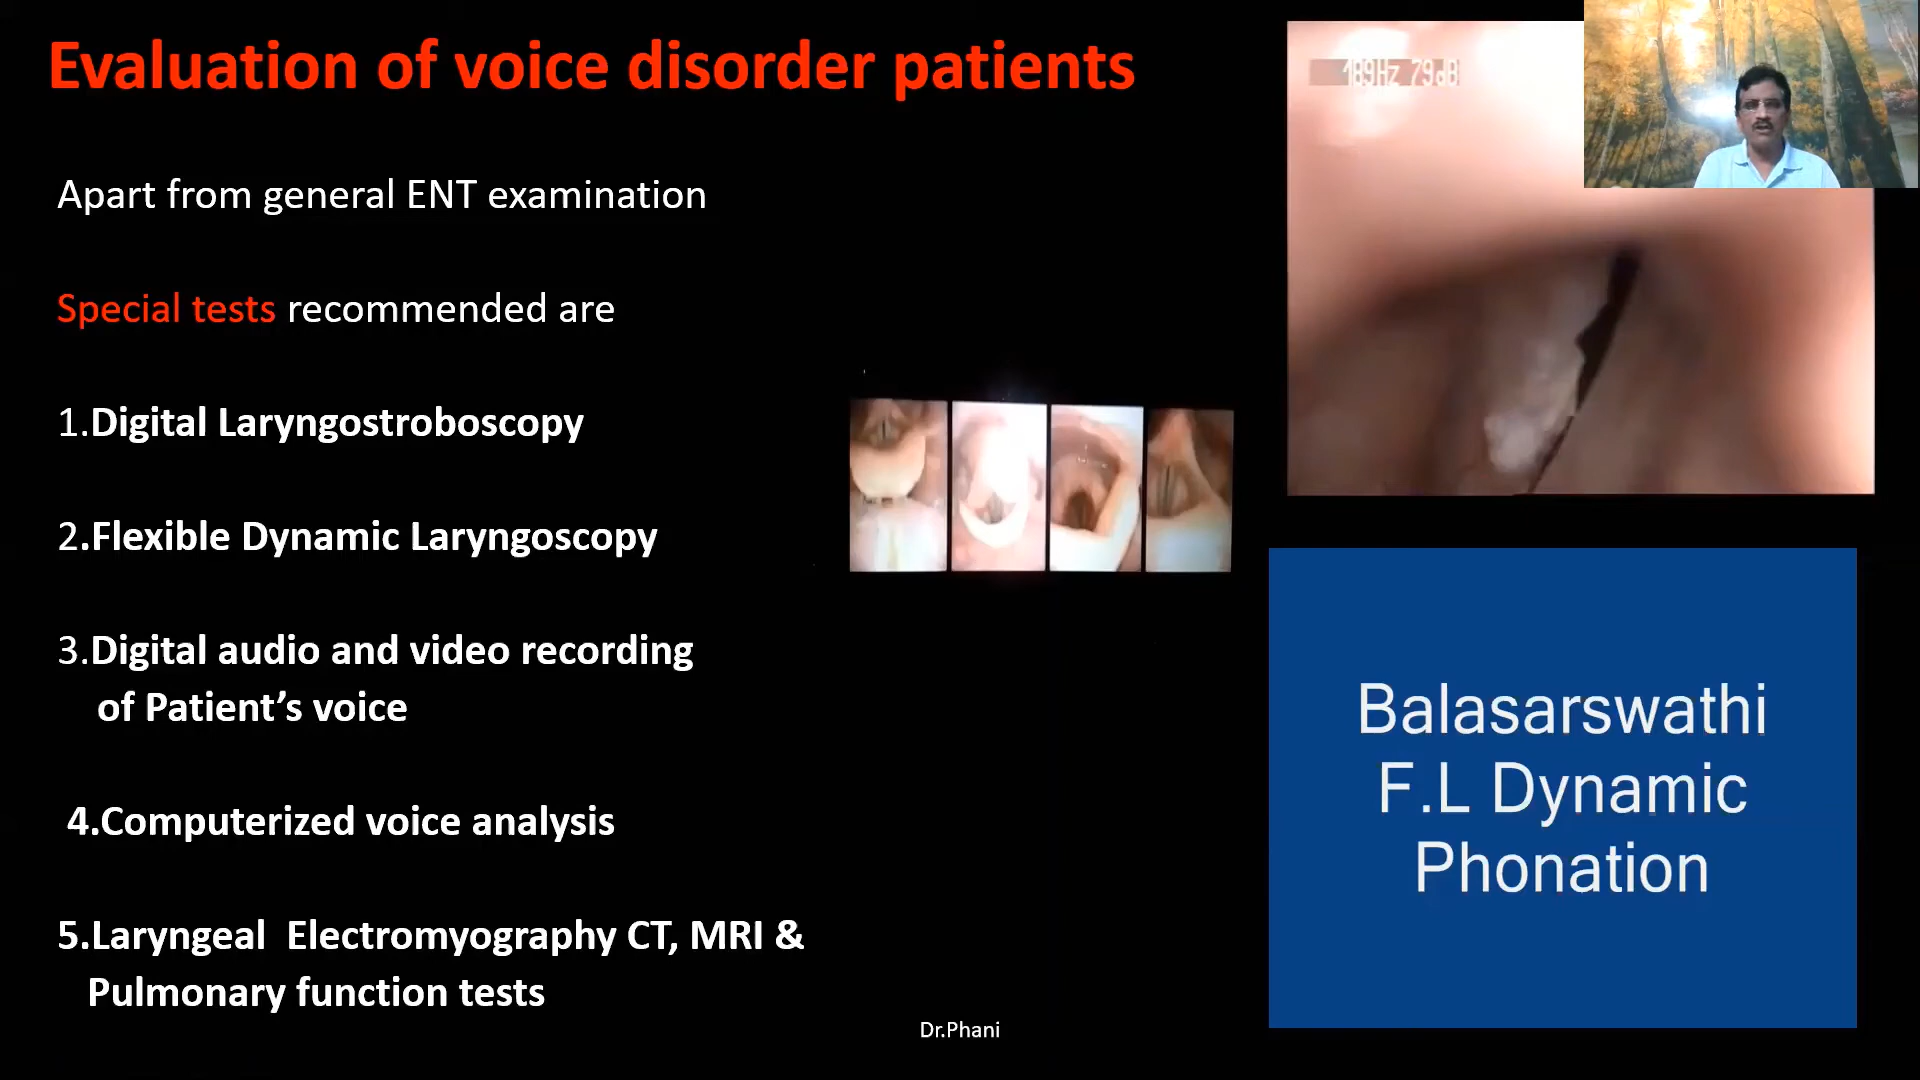 Evaluation of voice disorder patients
189Hz 79dB
Apart from general ENT examination
Special tests recommended are
1.Digital Laryngostroboscopy
2.Flexible Dynamic Laryngoscopy
3.Digital audio and video recording
of Patient’s voice
4.Computerized voice analysis
5.Laryngeal Electromyography CT, MRI &
Pulmonary function tests
Balasarswathi
F.L Dynamic
Phonation
Dr.Phani